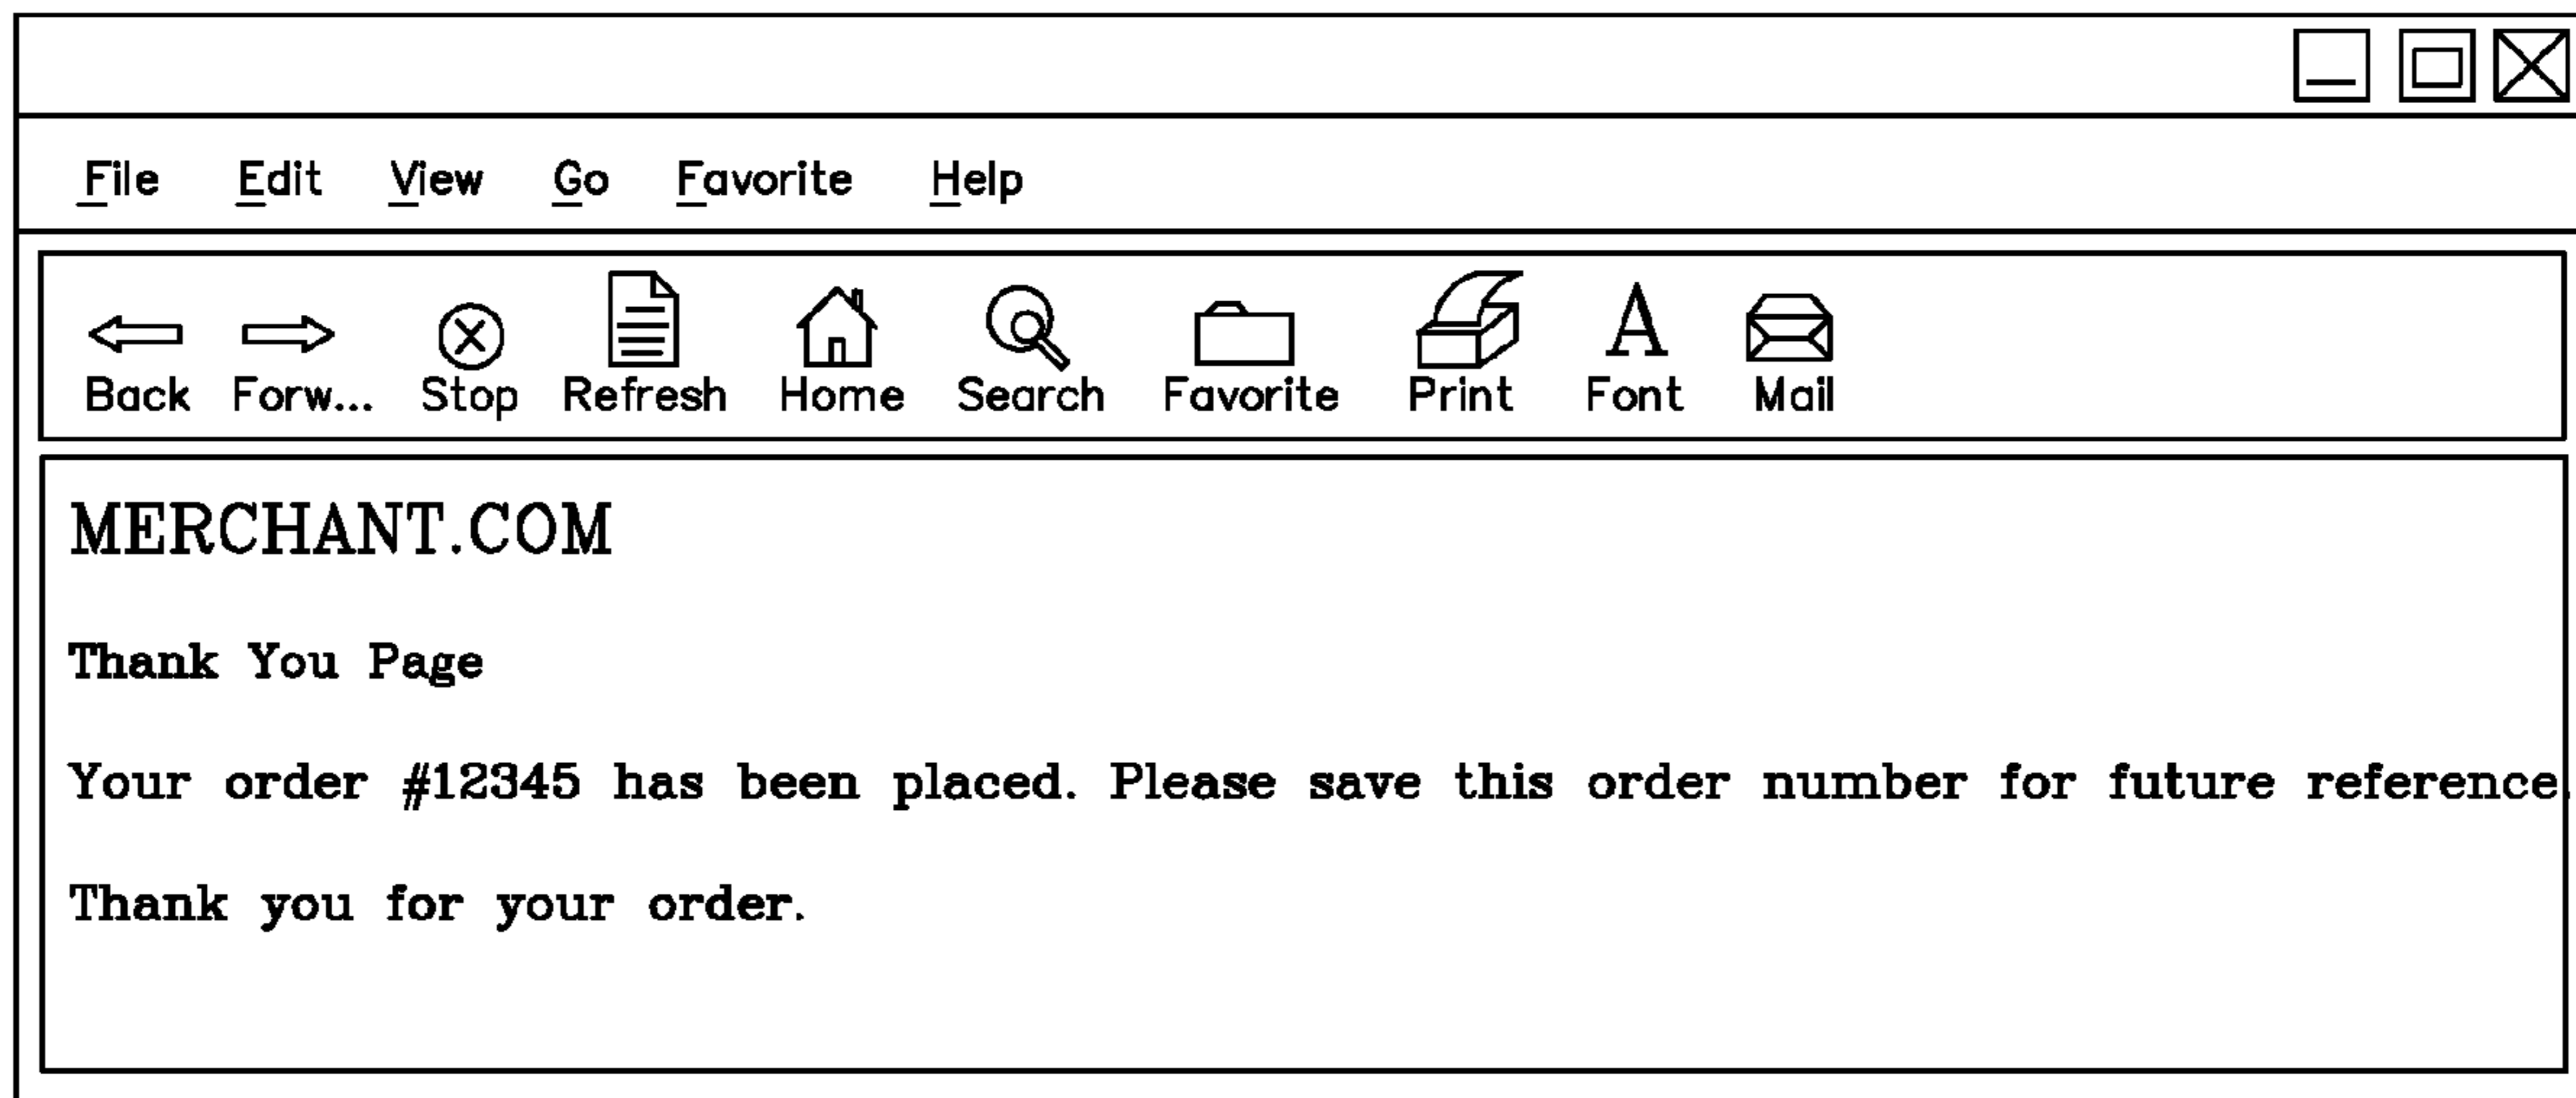 File Edit View Go Favorite Help
Back Forw... Stop Refresh Home Search Favorite Print Font Mail
MERCHANT.COM
Thank You Page
Your order #12345 has been placed. Please save this order number for future reference.
Thank you for your order.